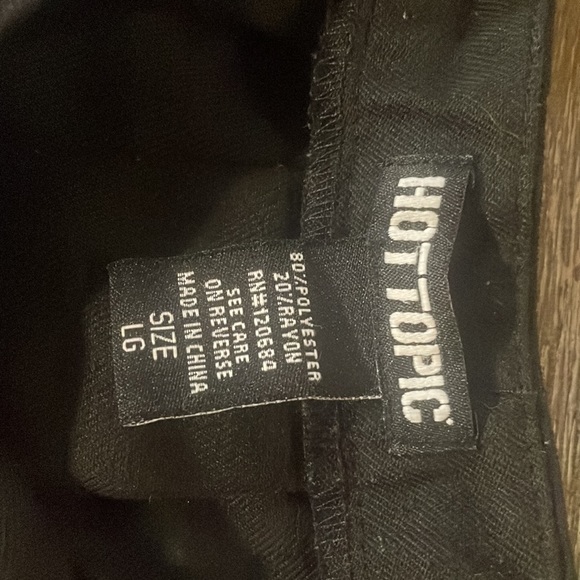 HOT TOPIC
80%POLYESTER
20%RAYON
RN#120684
SEE CARE
ON REVERSE
MADE IN CHINA
SIZE
LG